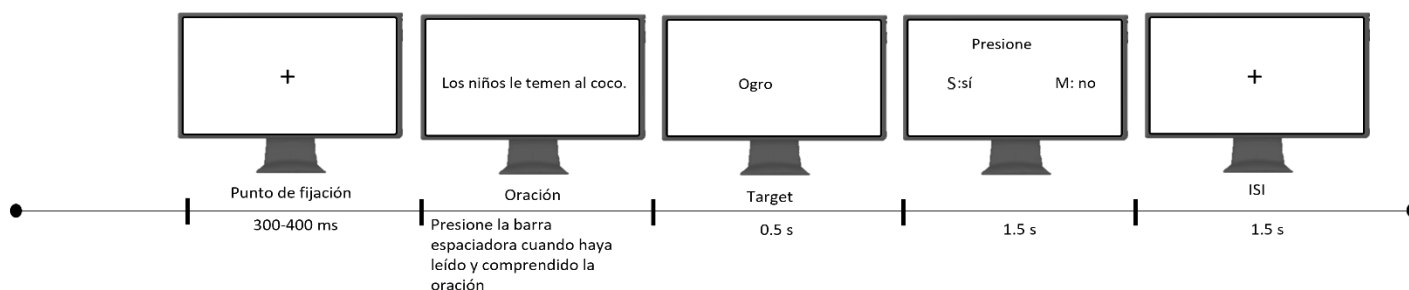 +
Los niños le temen al coco.
Ogro
Presione
S:sí M: no
+
Punto de fijación
Oración
Target
ISI
300-400 ms
Presione la barra
espaciadora cuando haya
leído y comprendido la
oración
0.5 s
1.5 s
1.5 s